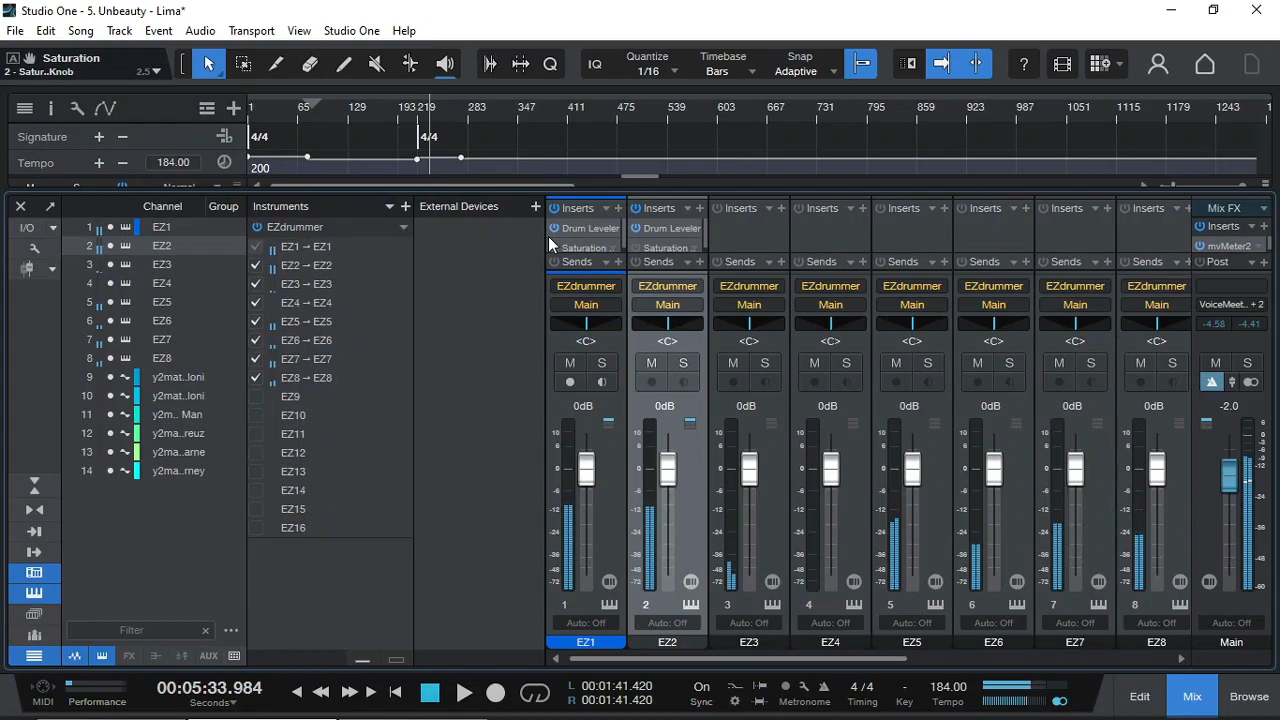 Studio One - 5. Unbeauty - Lima*
File Edit Song Track Event Audio Transport View Studio One Help
A Saturation
2 - Satur..Knob 2.5
Quantize
1/16
Timebase
Bars
Snap
Adaptive
IQ
?
1 65 129 193 219 283 347 411 475 539 603 667 731 795 859 923 987 1051 1115 1179 1243
Signature + −
4/4 4/4
Tempo + − 184.00
200
Channel Group
Instruments
External Devices
I/O
1 EZ1
2 EZ2
3 EZ3
4 EZ4
5 EZ5
6 EZ6
7 EZ7
8 EZ8
9 y2mat..loni
10 y2mat..loni
11 y2m.. Man
12 y2ma..reuz
13 y2ma..arne
14 y2ma..rney
Filter
FX AUX
EZdrummer
EZ1 → EZ1
EZ2 → EZ2
EZ3 → EZ3
EZ4 → EZ4
EZ5 → EZ5
EZ6 → EZ6
EZ7 → EZ7
EZ8 → EZ8
EZ9
EZ10
EZ11
EZ12
EZ13
EZ14
EZ15
EZ16
Inserts Inserts Inserts Inserts Inserts Inserts Inserts Inserts Mix FX
Drum Leveler Drum Leveler Inserts
Saturation .. Saturation .. mvMeter2
Sends Sends Sends Sends Sends Sends Sends Sends Post
EZdrummer EZdrummer EZdrummer EZdrummer EZdrummer EZdrummer EZdrummer EZdrummer
Main Main Main Main Main Main Main Main VoiceMeet.. + 2
-4.58 -4.41
<C> <C> <C> <C> <C> <C> <C> <C>
M S M S M S M S M S M S M S M S M S
0dB 0dB 0dB 0dB 0dB 0dB 0dB 0dB -2.0
1 2 3 4 5 6 7 8
Auto: Off Auto: Off Auto: Off Auto: Off Auto: Off Auto: Off Auto: Off Auto: Off Auto: Off
EZ1 EZ2 EZ3 EZ4 EZ5 EZ6 EZ7 EZ8 Main
MIDI
Performance
00:05:33.984
Seconds
L 00:01:41.420
R 00:01:41.420
On
Sync
Metronome
4 / 4
Timing
-
Key
184.00
Tempo
Edit Mix Browse